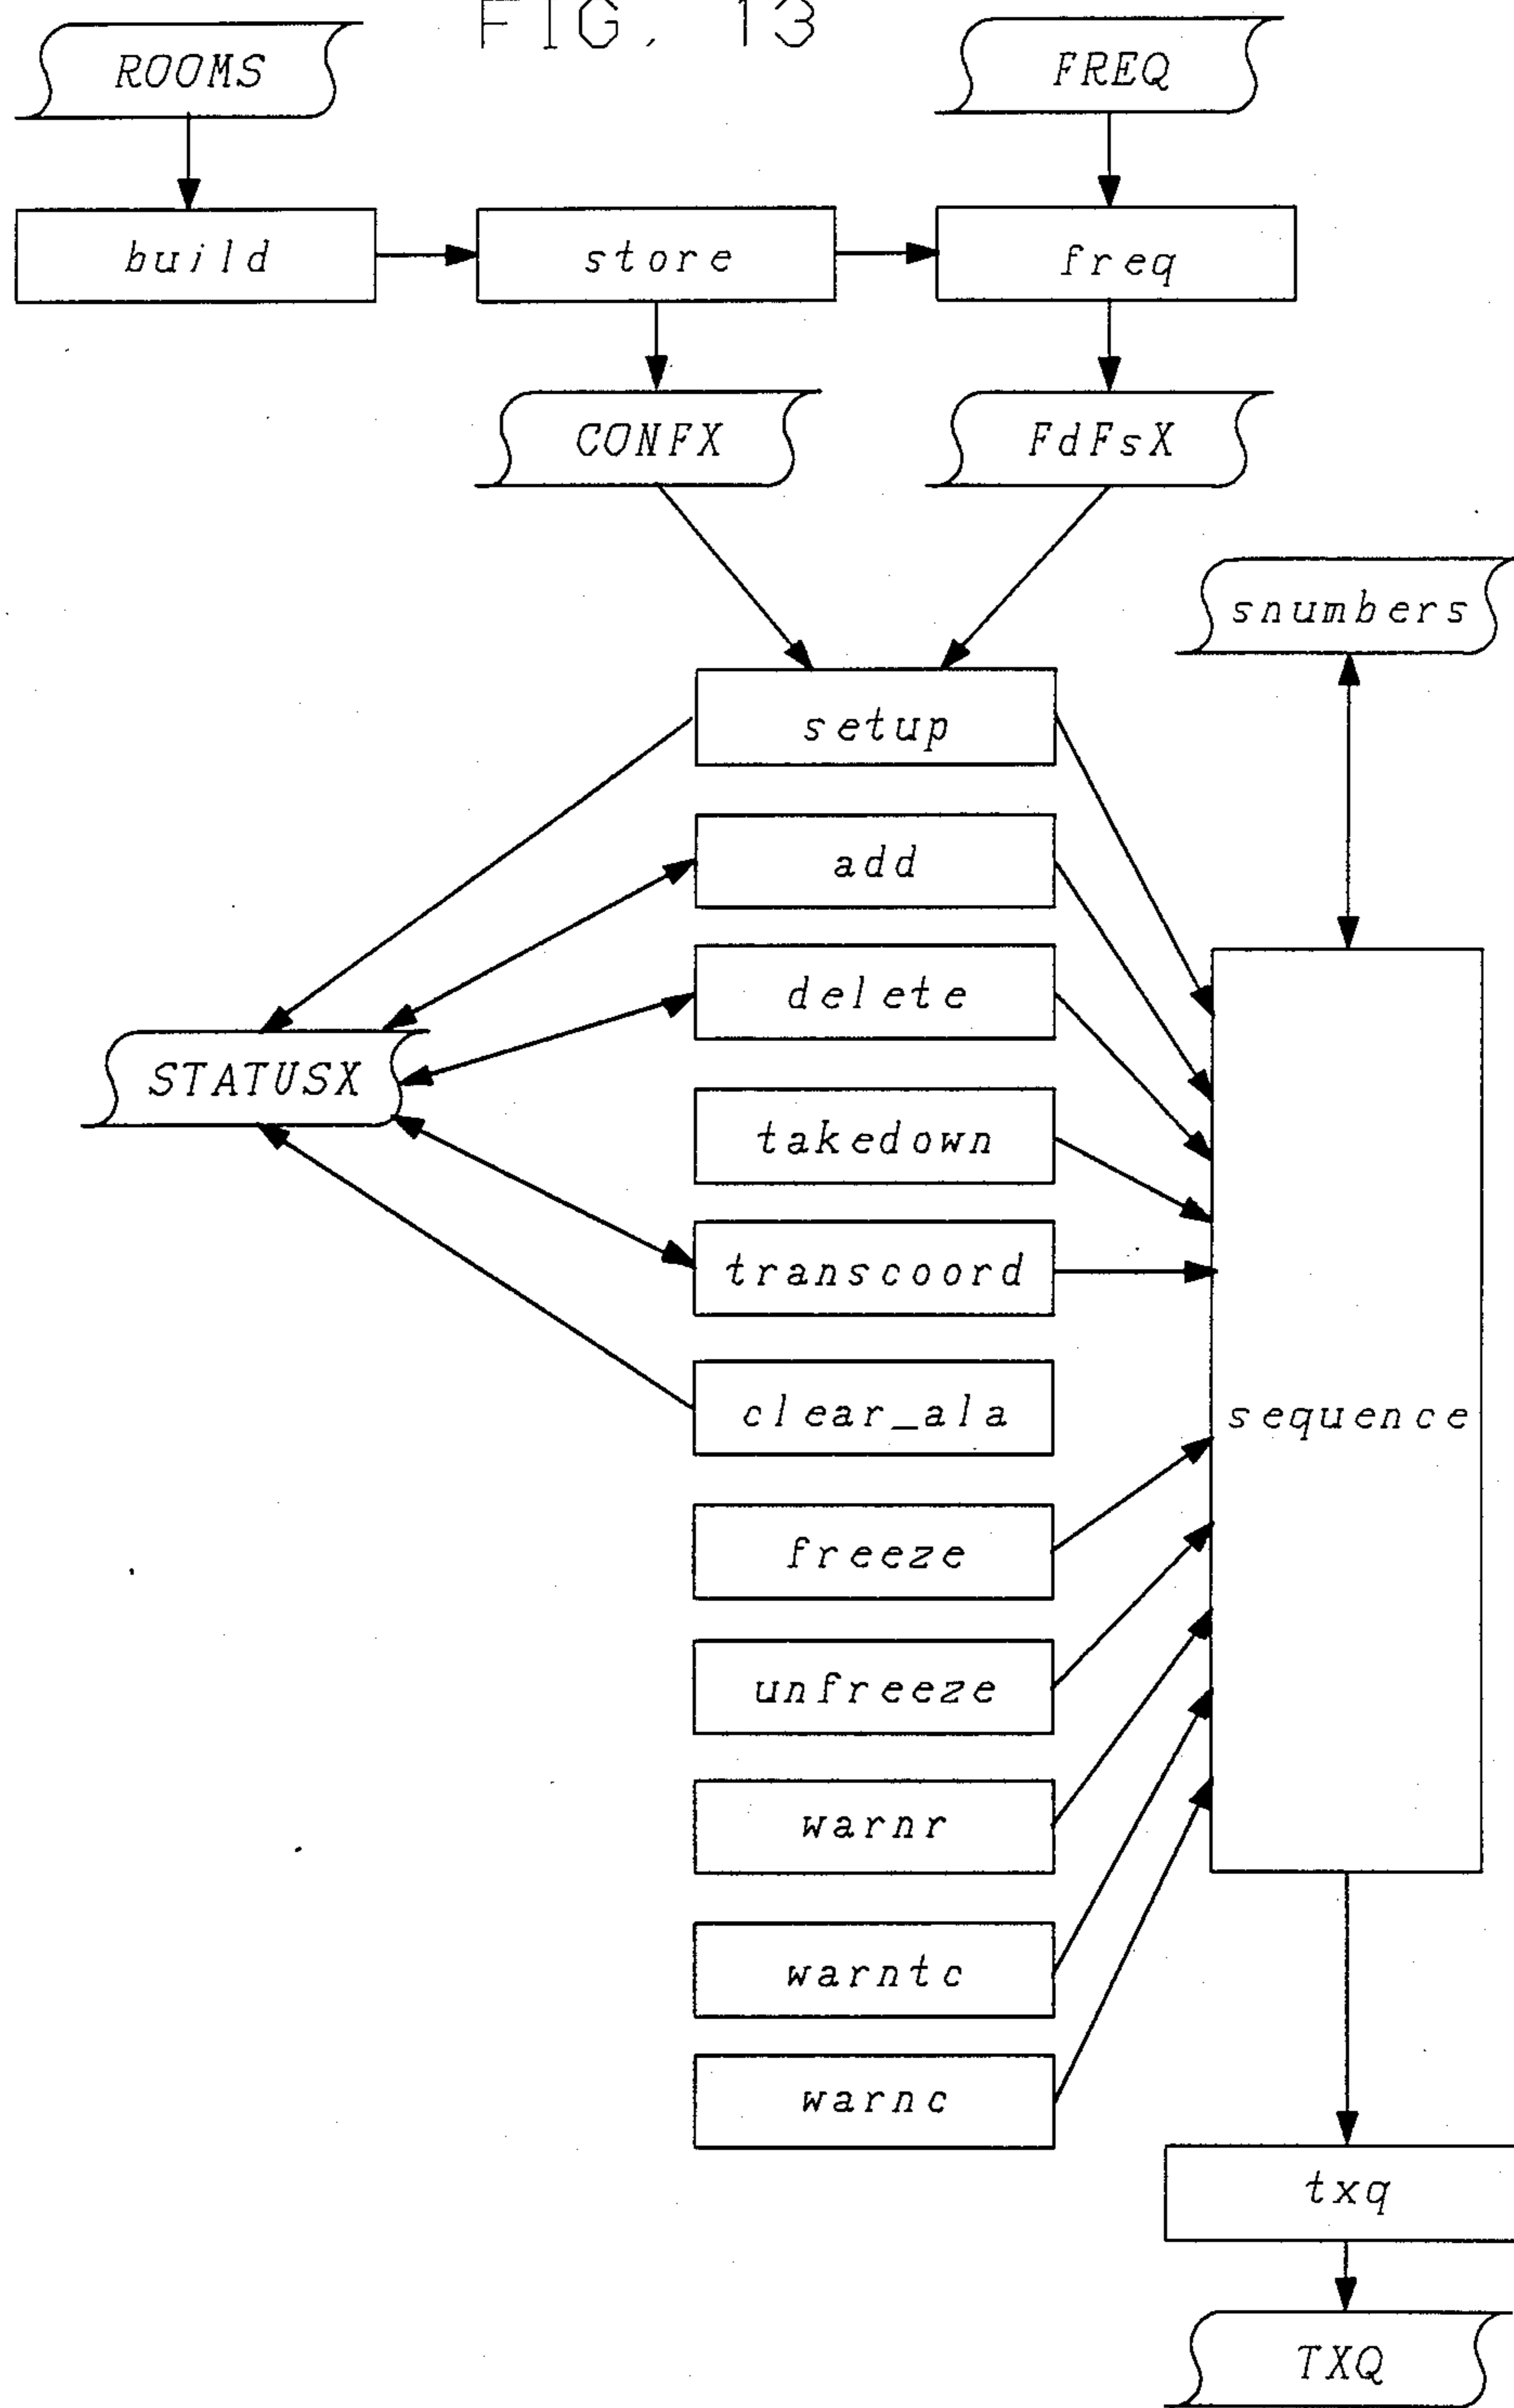 FIG. 13
ROOMS
FREQ
build
store
freq
CONFX
FdFsX
snumbers
setup
add
delete
STATUSX
takedown
transcoord
clear_ala
sequence
freeze
unfreeze
warnr
warntc
warnc
txq
TXQ